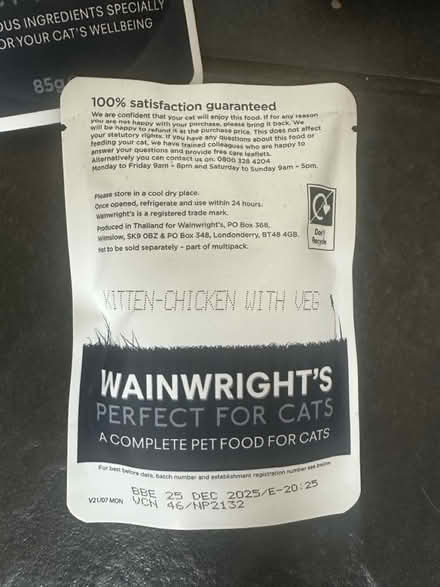 OUS INGREDIENTS SPECIALLY
OR YOUR CAT'S WELLBEING
85g
100% satisfaction guaranteed
We are confident that your cat will enjoy this food. If for any reason
you are not happy with your purchase, please bring it back. We
will be happy to refund it at the purchase price. This does not affect
your statutory rights. If you have any questions about this food or
feeding your cat, we have trained colleagues who are happy to
answer your questions and provide free care leaflets.
Alternatively you can contact us on: 0800 328 4204
Monday to Friday 9am - 8pm and Saturday to Sunday 9am - 5pm.
Please store in a cool dry place.
Once opened, refrigerate and use within 24 hours.
Wainwright's is a registered trade mark.
Produced in Thailand for Wainwright's, PO Box 368,
Wilmslow, SK9 0BZ & PO Box 348, Londonderry, BT48 4GB.
Not to be sold separately - part of multipack.
Don't
Recycle
KITTEN-CHICKEN WITH VEG
WAINWRIGHT'S
PERFECT FOR CATS
A COMPLETE PET FOOD FOR CATS
For best before date, batch number and establishment registration number see below
V21/07 MON
BBE 25 DEC 2025/E-20:25
VCN 46/NP2132